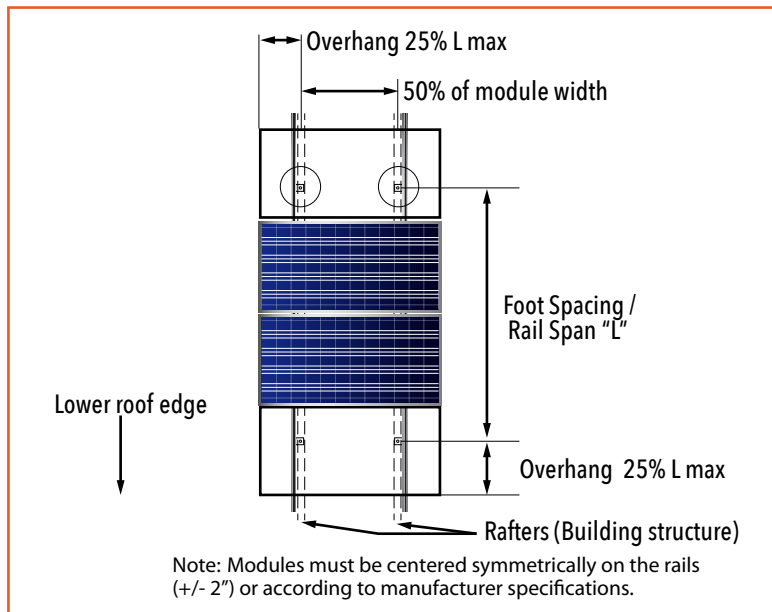 Overhang 25% L max
50% of module width
Foot Spacing /
Rail Span “L”
Lower roof edge
Overhang  25% L max
Rafters (Building structure)
Note: Modules must be centered symmetrically on the rails
(+/- 2”) or according to manufacturer specifications.